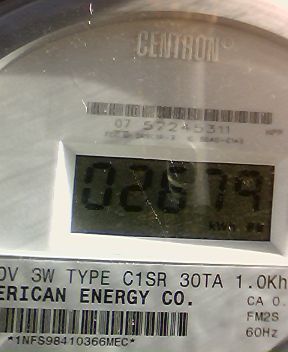 CENTRON®
07 57245311
02679
0V 3W TYPE C1SR 30TA 1.0Kh
ERICAN ENERGY CO.
CA 0.
FM2S
60Hz
*1NFS98410366MEC*